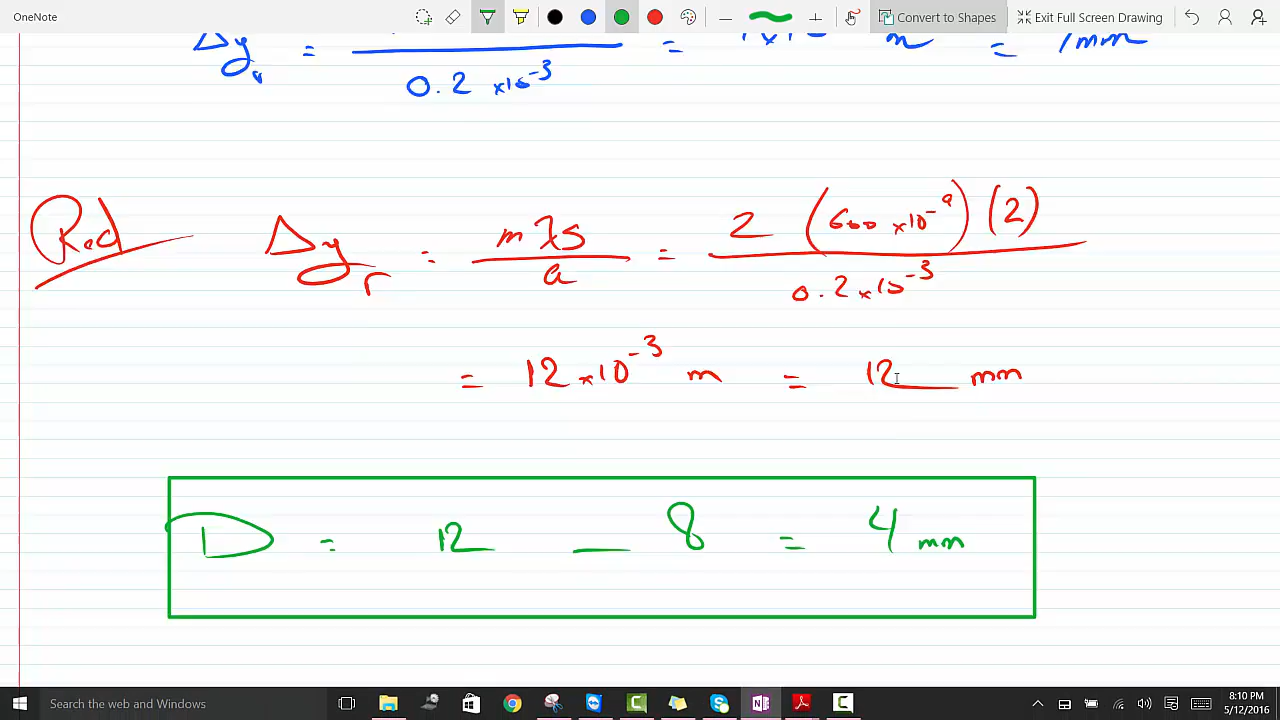 OneNote
Convert to Shapes
Exit Full Screen Drawing
Δy = m = mm
0.2 ×10⁻³
Red Δy r = mλs / a = 2 (600 ×10⁻⁹) (2) / 0.2 ×10⁻³
= 12 ×10⁻³ m = 12 mm
D = 12 — 8 = 4 mm
Search the web and Windows
8:10 PM
5/12/2016